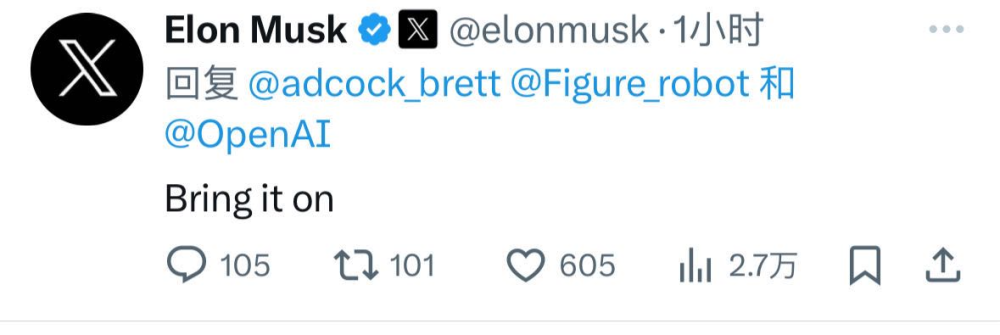 Elon Musk @elonmusk·1小时
回复 @adcock_brett @Figure_robot 和
@OpenAI
Bring it on
105 101 605 2.7万